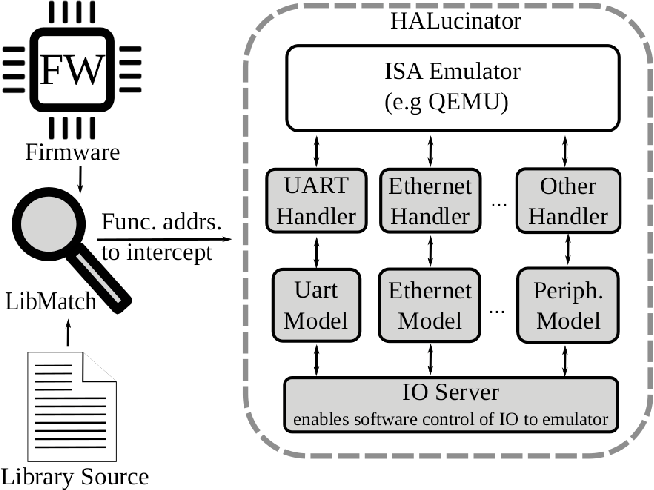 FW
Firmware
Func. addrs.
to intercept
LibMatch
Library Source
HALucinator
ISA Emulator
(e.g QEMU)
UART
Handler
Ethernet
Handler
...
Other
Handler
Uart
Model
Ethernet
Model
...
Periph.
Model
IO Server
enables software control of IO to emulator